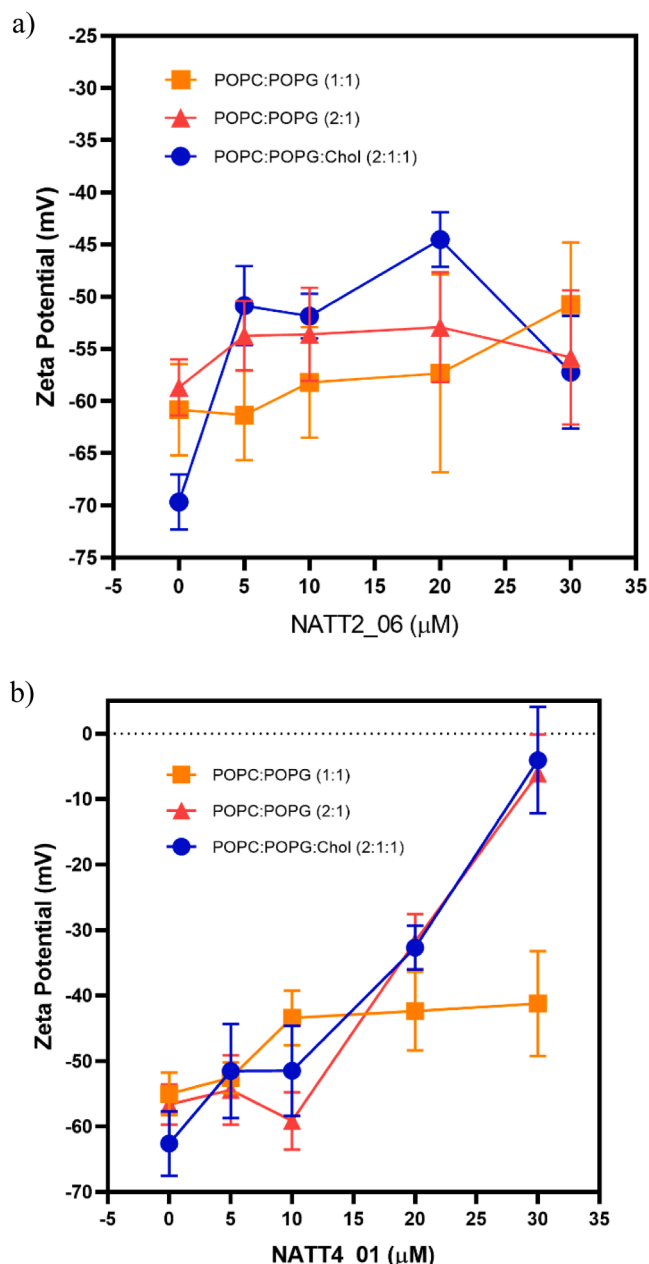 a)
-25
-30
-35
-40
-45
-50
-55
-60
-65
-70
-75
Zeta Potential (mV)
POPC:POPG (1:1)
POPC:POPG (2:1)
POPC:POPG:Chol (2:1:1)
-5 0 5 10 15 20 25 30 35
NATT2_06 (μM)
b)
0
-10
-20
-30
-40
-50
-60
-70
Zeta Potential (mV)
POPC:POPG (1:1)
POPC:POPG (2:1)
POPC:POPG:Chol (2:1:1)
-5 0 5 10 15 20 25 30 35
NATT4_01 (μM)